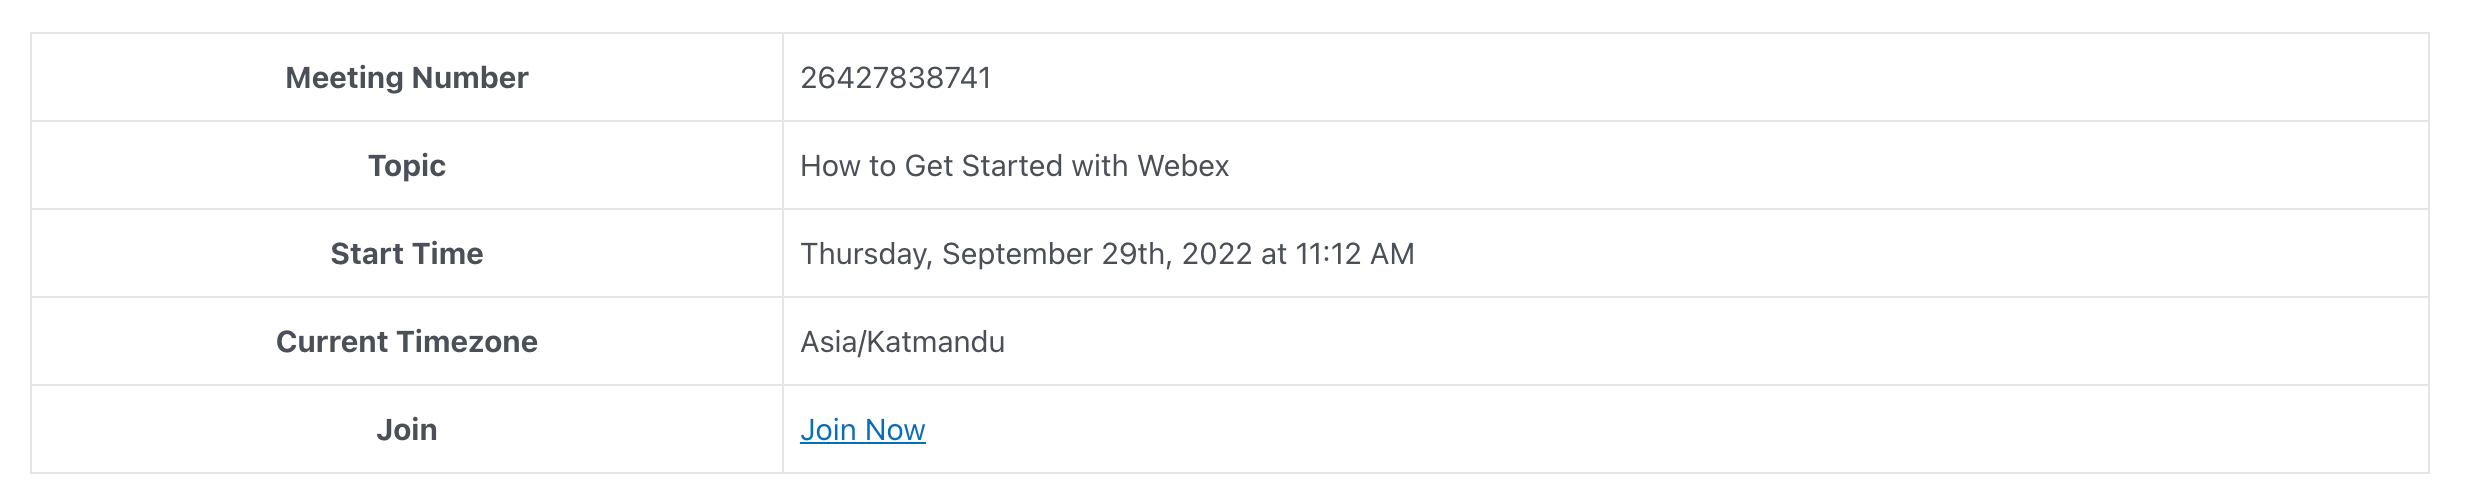 Meeting Number 26427838741
Topic How to Get Started with Webex
Start Time Thursday, September 29th, 2022 at 11:12 AM
Current Timezone Asia/Katmandu
Join Join Now